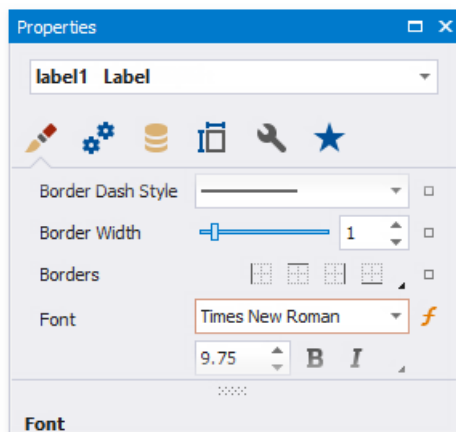 Properties
label1 Label
Border Dash Style
Border Width 1
Borders
Font Times New Roman f
9.75 B I
Font